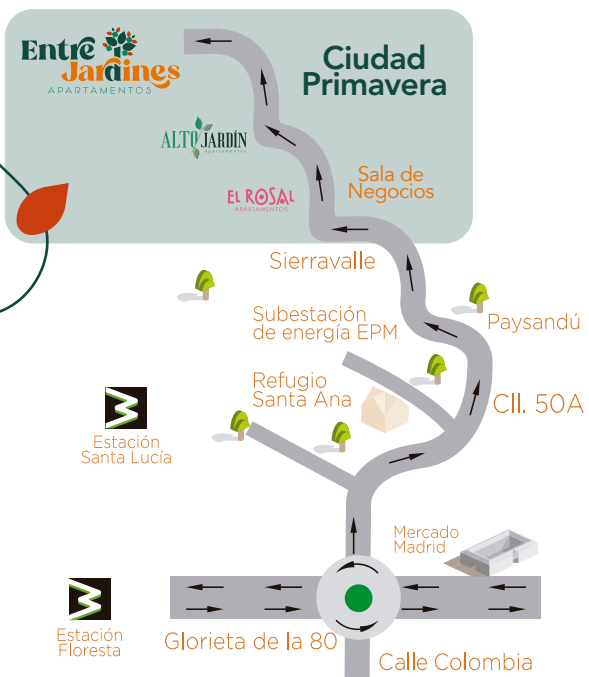 Entre
Jardines
APARTAMENTOS
Ciudad
Primavera
ALTO JARDÍN
apartamentos
EL ROSAL
APARTAMENTOS
Sala de
Negocios
Sierravalle
Subestación
de energía EPM
Paysandú
Refugio
Santa Ana
Cll. 50A
Estación
Santa Lucía
Mercado
Madrid
Estación
Floresta
Glorieta de la 80
Calle Colombia